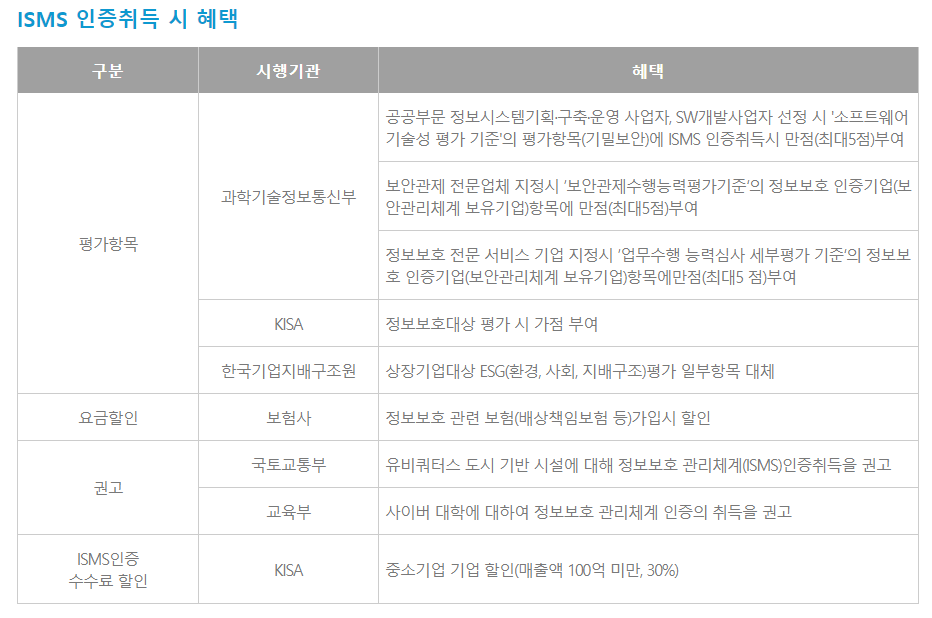 ISMS 인증취득 시 혜택
구분 시행기관 혜택
평가항목
과학기술정보통신부
공공부문 정보시스템기획·구축·운영 사업자, SW개발사업자 선정 시 '소프트웨어
기술성 평가 기준'의 평가항목(기밀보안)에 ISMS 인증취득시 만점(최대5점)부여
보안관제 전문업체 지정시 '보안관제수행능력평가기준'의 정보보호 인증기업(보
안관리체계 보유기업)항목에 만점(최대5점)부여
정보보호 전문 서비스 기업 지정시 '업무수행 능력심사 세부평가 기준'의 정보보
호 인증기업(보안관리체계 보유기업)항목에만점(최대5 점)부여
KISA 정보보호대상 평가 시 가점 부여
한국기업지배구조원 상장기업대상 ESG(환경, 사회, 지배구조)평가 일부항목 대체
요금할인 보험사 정보보호 관련 보험(배상책임보험 등)가입시 할인
권고
국토교통부 유비쿼터스 도시 기반 시설에 대해 정보보호 관리체계(ISMS)인증취득을 권고
교육부 사이버 대학에 대하여 정보보호 관리체계 인증의 취득을 권고
ISMS인증
수수료 할인
KISA 중소기업 기업 할인(매출액 100억 미만, 30%)